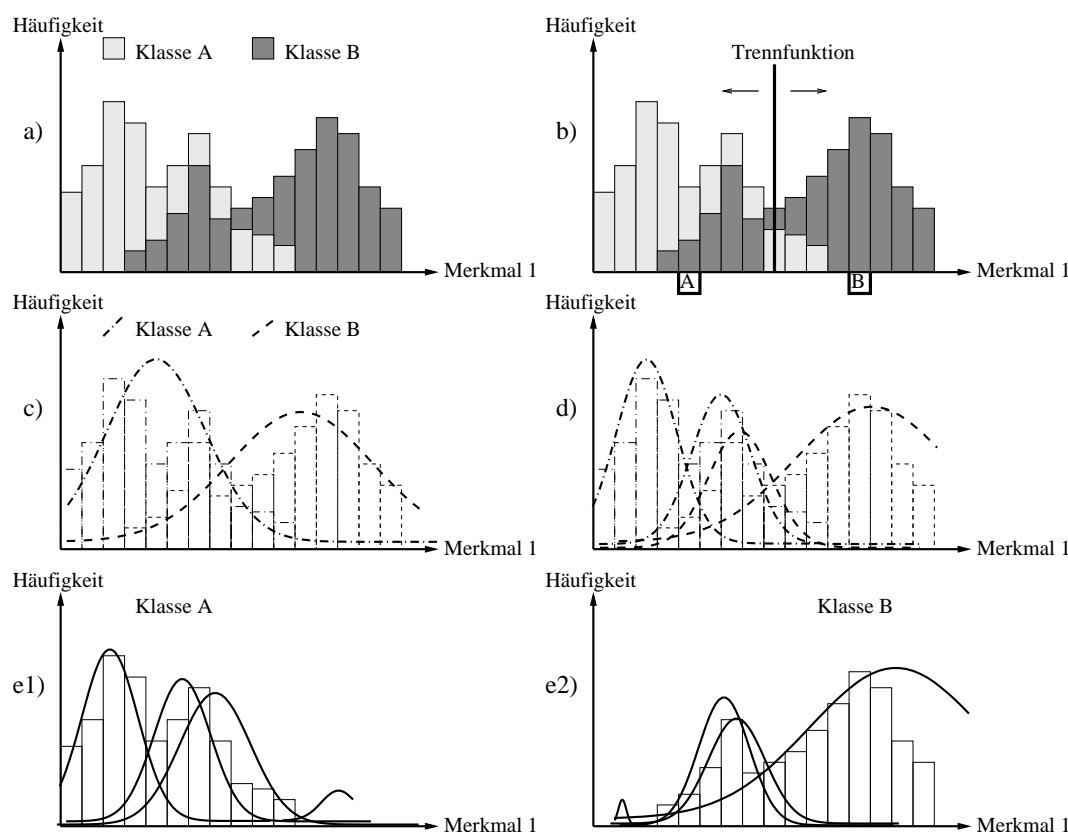 Häufigkeit
Klasse A
Klasse B
a)
Merkmal 1
Häufigkeit
Trennfunktion
b)
Merkmal 1
A
B
Häufigkeit
Klasse A
Klasse B
c)
Merkmal 1
Häufigkeit
d)
Merkmal 1
Häufigkeit
Klasse A
e1)
Merkmal 1
Häufigkeit
Klasse B
e2)
Merkmal 1